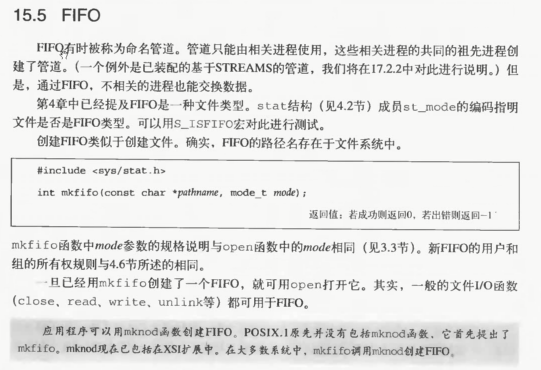 15.5 FIFO
FIFO有时被称为命名管道。管道只能由相关进程使用，这些相关进程的共同的祖先进程创
建了管道。(一个例外是已装配的基于STREAMS的管道，我们将在17.2.2中对此进行说明。)但
是，通过FIFO，不相关的进程也能交换数据。
第4章中已经提及FIFO是一种文件类型。stat结构（见4.2节）成员st_mode的编码指明
文件是否是FIFO类型。可以用S_ISFIFO宏对此进行测试。
创建FIFO类似于创建文件。确实，FIFO的路径名存在于文件系统中。
#include <sys/stat.h>
int mkfifo(const char *pathname, mode_t mode);
返回值：若成功则返回0，若出错则返回−1
mkfifo函数中mode参数的规格说明与open函数中的mode相同（见3.3节）。新FIFO的用户和
组的所有权规则与4.6节所述的相同。
一旦已经用mkfifo创建了一个FIFO，就可用open打开它。其实，一般的文件I/O函数
(close、read、write、unlink等) 都可用于FIFO。
应用程序可以用mknod函数创建FIFO。POSIX.1原先并没有包括mknod函数，它首先提出了
mkfifo。mknod现在已包括在XSI扩展中。在大多数系统中，mkfifo调用mknod创建FIFO。